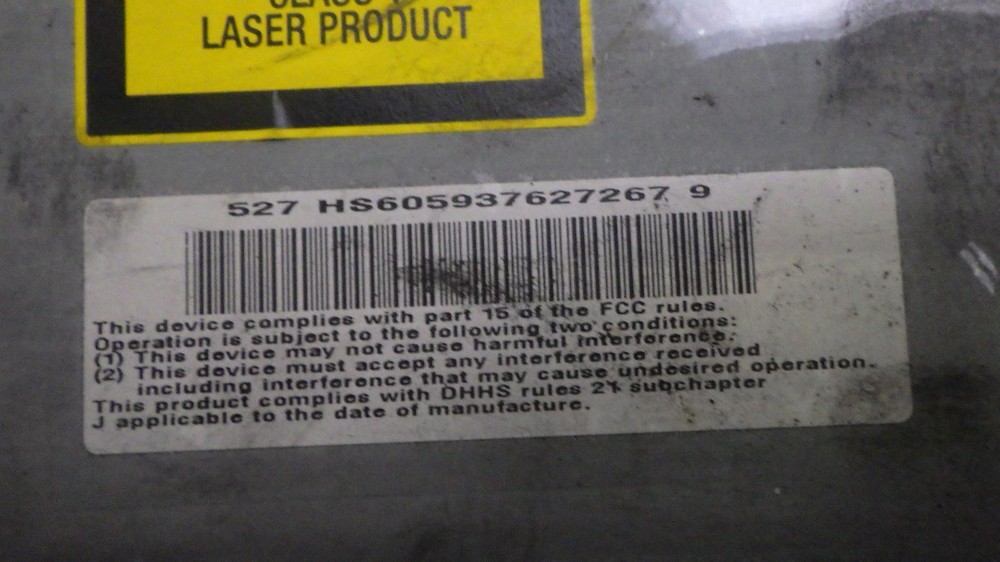 CLASS 1
LASER PRODUCT
527 HS605937627267 9
This device complies with part 15 of the FCC rules.
Operation is subject to the following two conditions:
(1) This device may not cause harmful interference.
(2) This device must accept any interference received
including interference that may cause undesired operation.
This product complies with DHHS rules 21 subchapter
J applicable to the date of manufacture.